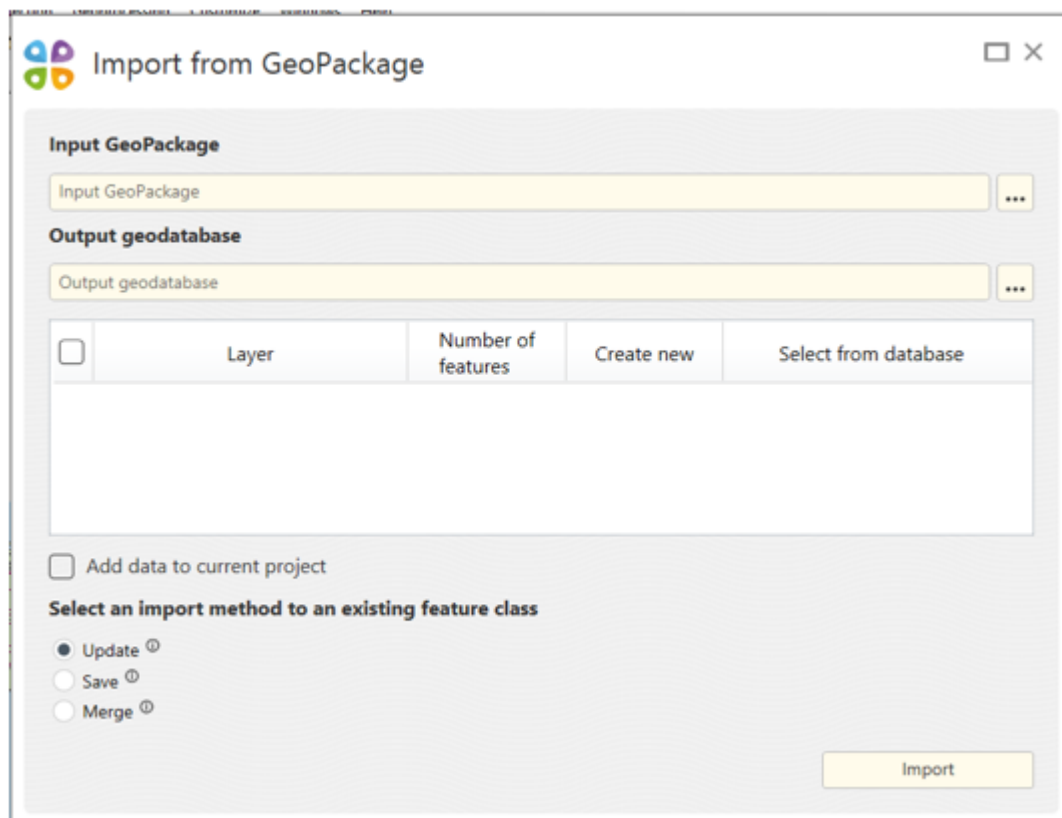 Import from GeoPackage
Input GeoPackage
Input GeoPackage
...
Output geodatabase
Output geodatabase
...
Layer
Number of
features
Create new
Select from database
Add data to current project
Select an import method to an existing feature class
Update
Save
Merge
Import